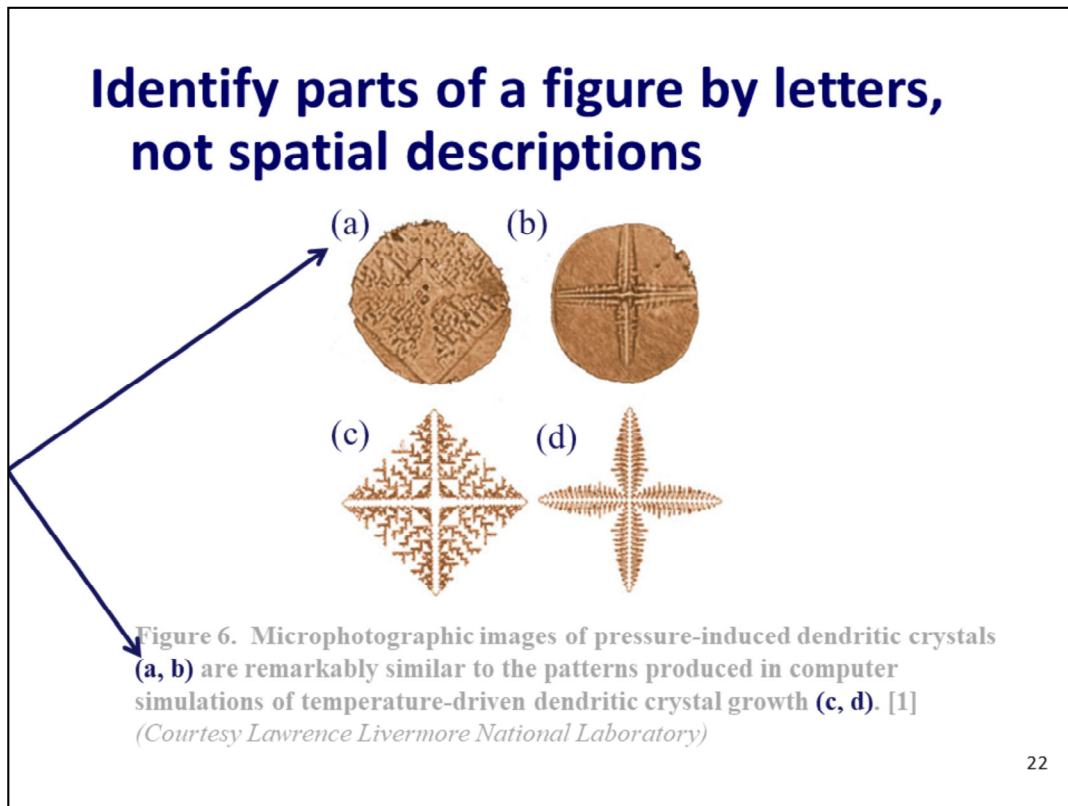 Identify parts of a figure by letters,
not spatial descriptions
(a) (b)
(c) (d)
Figure 6. Microphotographic images of pressure-induced dendritic crystals
(a, b) are remarkably similar to the patterns produced in computer
simulations of temperature-driven dendritic crystal growth (c, d). [1]
(Courtesy Lawrence Livermore National Laboratory)
22